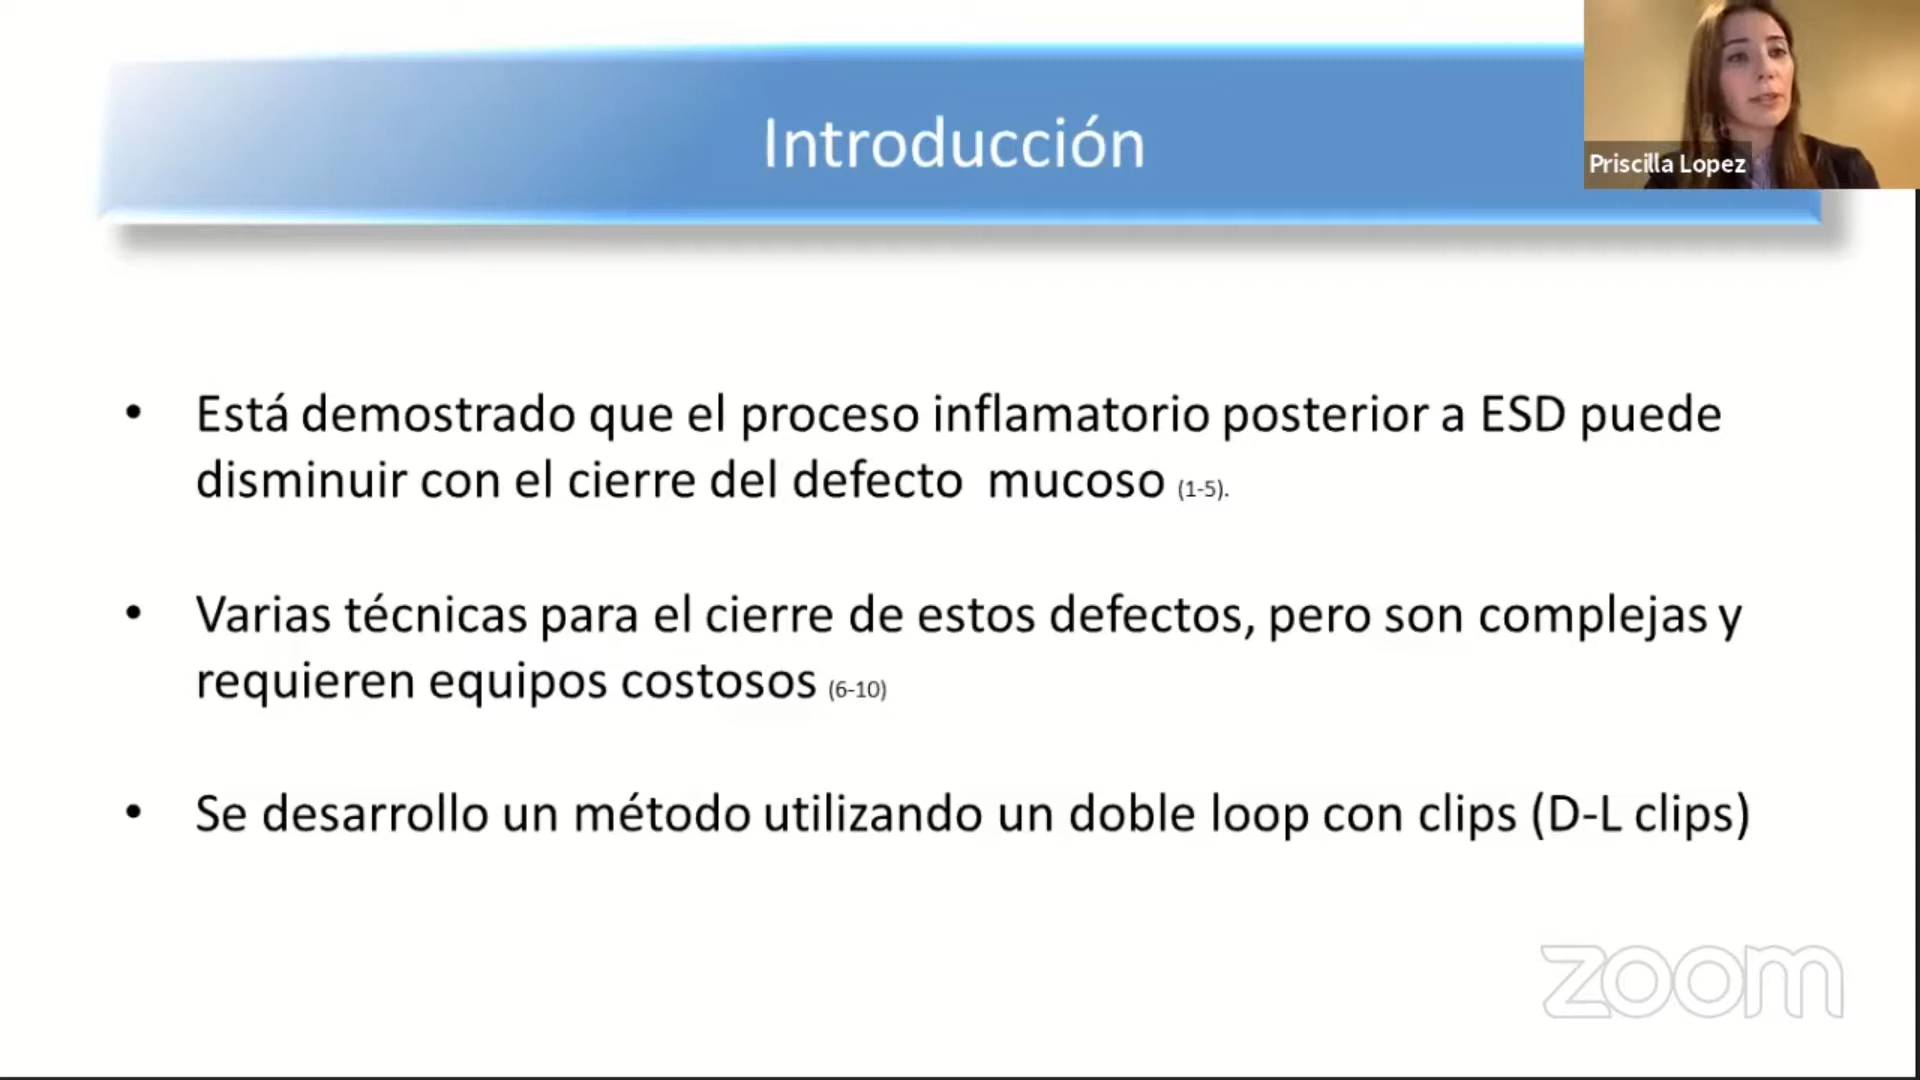 Introducción
Priscilla Lopez
• Está demostrado que el proceso inflamatorio posterior a ESD puede
disminuir con el cierre del defecto  mucoso (1-5).
• Varias técnicas para el cierre de estos defectos, pero son complejas y
requieren equipos costosos (6-10)
• Se desarrollo un método utilizando un doble loop con clips (D-L clips)
zoom